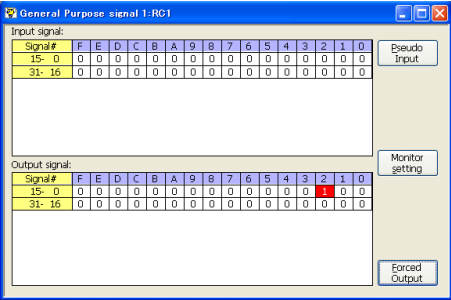 General Purpose signal 1:RC1
Input signal:
Signal# F E D C B A 9 8 7 6 5 4 3 2 1 0
15- 0 0 0 0 0 0 0 0 0 0 0 0 0 0 0 0 0
31- 16 0 0 0 0 0 0 0 0 0 0 0 0 0 0 0 0
Pseudo
Input
Monitor
setting
Output signal:
Signal# F E D C B A 9 8 7 6 5 4 3 2 1 0
15- 0 0 0 0 0 0 0 0 0 0 0 0 0 0 1 0 0
31- 16 0 0 0 0 0 0 0 0 0 0 0 0 0 0 0 0
Forced
Output